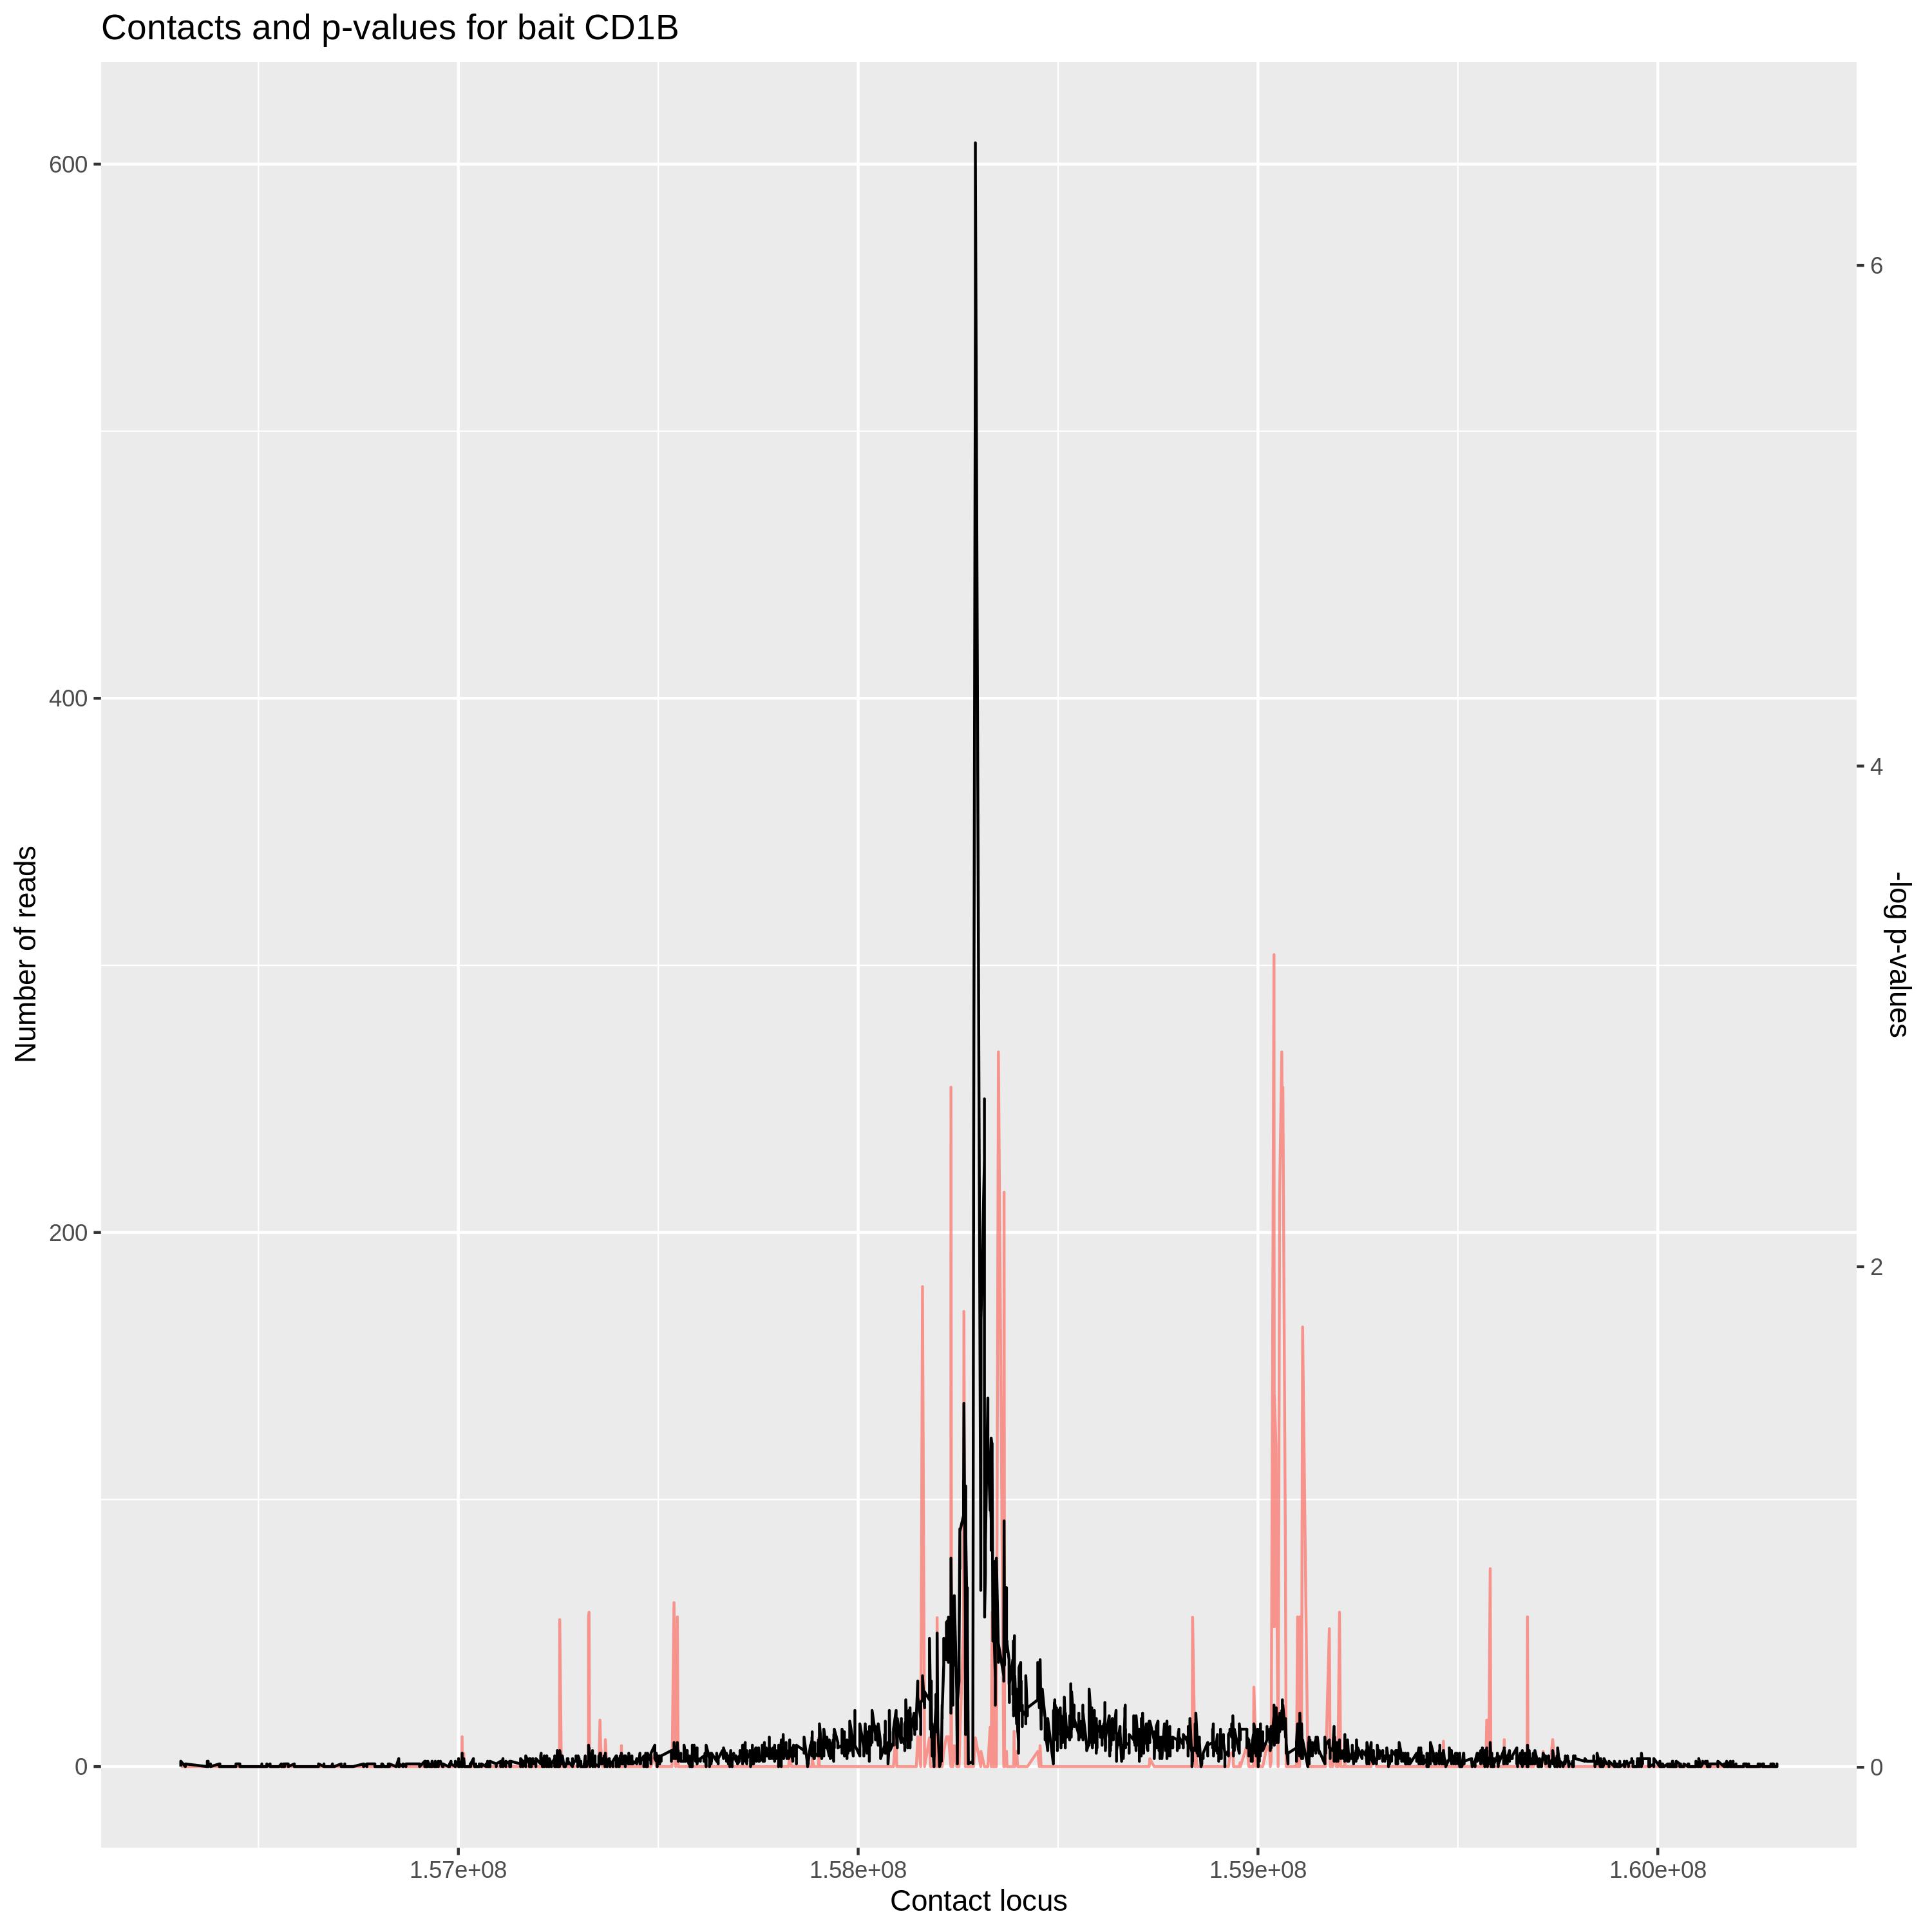 Contacts and p-values for bait CD1B
600
400
200
0
Number of reads
6
4
2
0
-log p-values
1.57e+08
1.58e+08
1.59e+08
1.60e+08
Contact locus